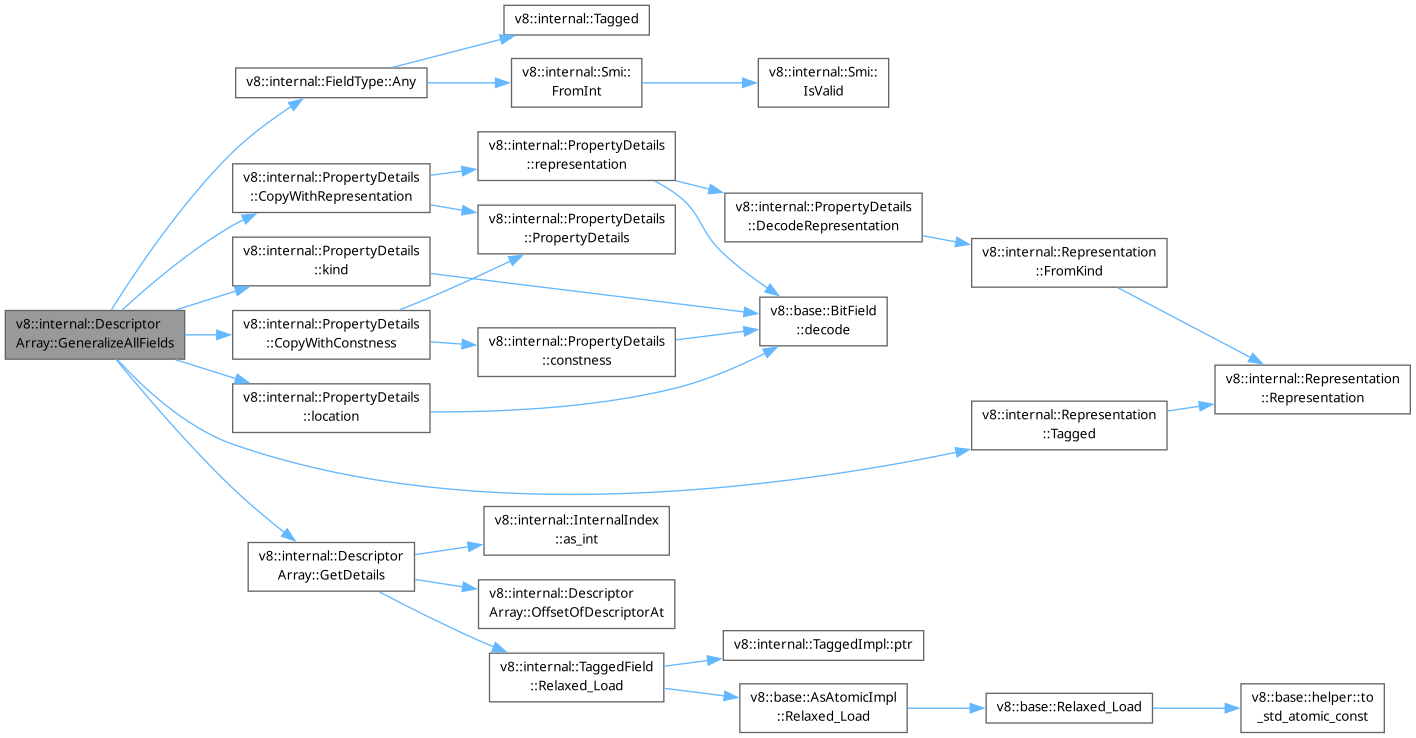 v8::internal::Tagged
v8::internal::FieldType::Any
v8::internal::Smi::
FromInt
v8::internal::Smi::
IsValid
v8::internal::PropertyDetails
::representation
v8::internal::PropertyDetails
::CopyWithRepresentation
v8::internal::PropertyDetails
::DecodeRepresentation
v8::internal::PropertyDetails
::PropertyDetails
v8::internal::PropertyDetails
::kind
v8::internal::Representation
::FromKind
v8::internal::Descriptor
Array::GeneralizeAllFields
v8::internal::PropertyDetails
::CopyWithConstness
v8::base::BitField
::decode
v8::internal::PropertyDetails
::constness
v8::internal::PropertyDetails
::location
v8::internal::Representation
::Representation
v8::internal::Representation
::Tagged
v8::internal::InternalIndex
::as_int
v8::internal::Descriptor
Array::GetDetails
v8::internal::Descriptor
Array::OffsetOfDescriptorAt
v8::internal::TaggedField
::Relaxed_Load
v8::internal::TaggedImpl::ptr
v8::base::AsAtomicImpl
::Relaxed_Load
v8::base::Relaxed_Load
v8::base::helper::to
_std_atomic_const